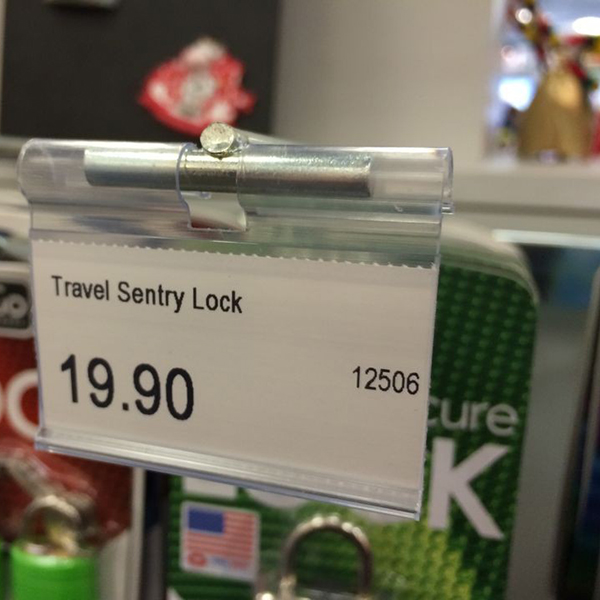 Travel Sentry Lock
19.90
12506
cure
K